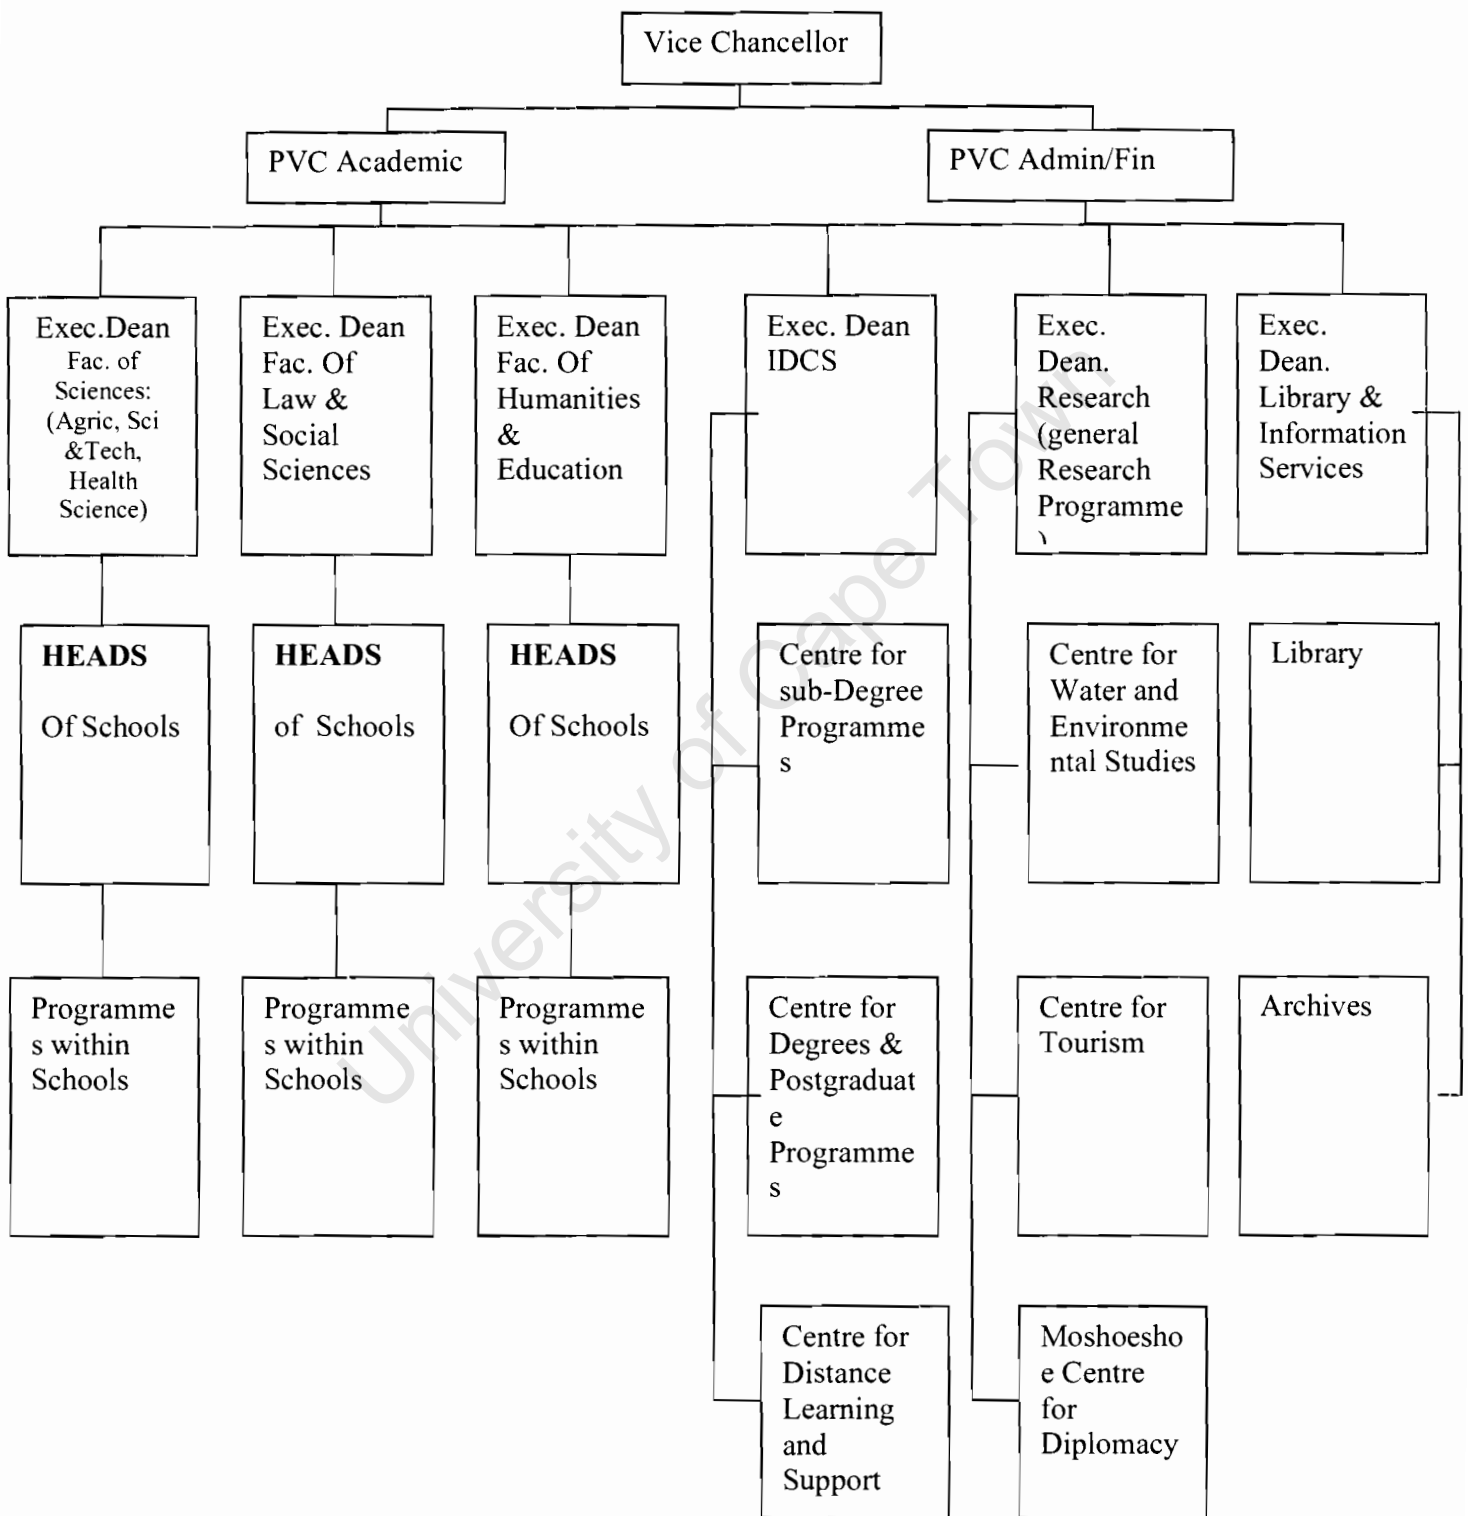 Vice Chancellor
PVC Academic
PVC Admin/Fin
Exec.Dean
Fac. of
Sciences:
(Agric, Sci
&Tech,
Health
Science)
Exec. Dean
Fac. Of
Law &
Social
Sciences
Exec. Dean
Fac. Of
Humanities
&
Education
Exec. Dean
IDCS
Exec.
Dean.
Research
(general
Research
Programme
)
Exec.
Dean.
Library &
Information
Services
HEADS
Of Schools
HEADS
of Schools
HEADS
Of Schools
Centre for
sub-Degree
Programme
s
Centre for
Water and
Environme
ntal Studies
Library
Programme
s within
Schools
Programme
s within
Schools
Programme
s within
Schools
Centre for
Degrees &
Postgraduat
e
Programme
s
Centre for
Tourism
Archives
Centre for
Distance
Learning
and
Support
Moshoesho
e Centre
for
Diplomacy
University of Cape Town